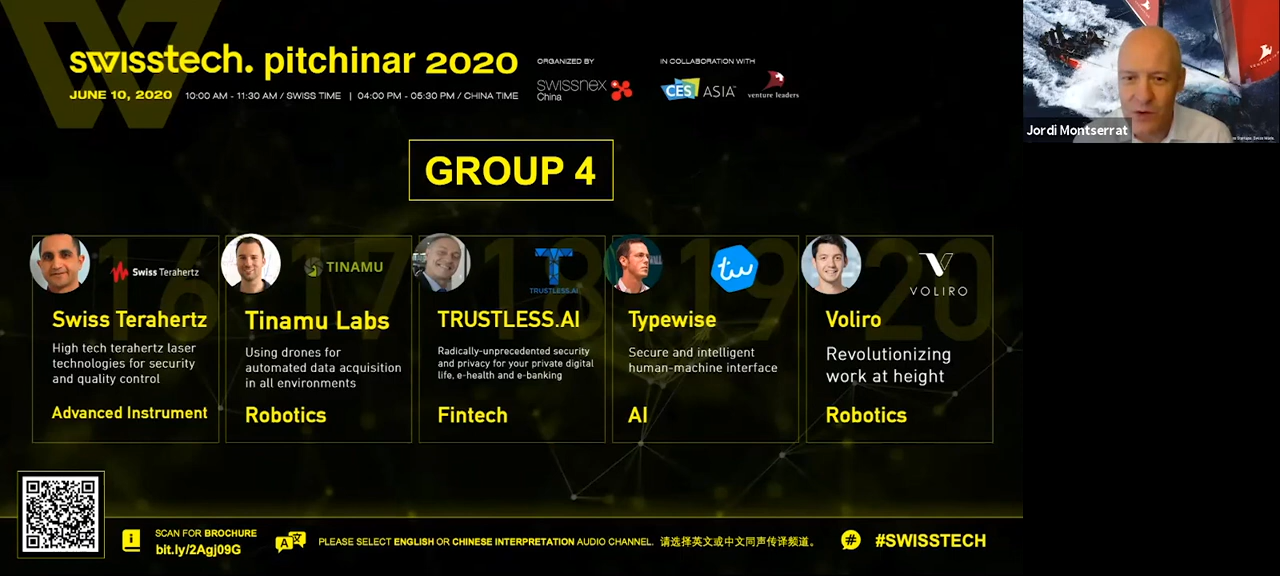 swisstech. pitchinar 2020
JUNE 10, 2020 10:00 AM - 11:30 AM / SWISS TIME | 04:00 PM - 05:30 PM / CHINA TIME
ORGANIZED BY
swissnex
China
IN COLLABORATION WITH
CES ASIA
venture leaders
Jordi Montserrat
GROUP 4
16
Swiss Terahertz
Swiss Terahertz
High tech terahertz laser
technologies for security
and quality control
Advanced Instrument
17
TINAMU
Tinamu Labs
Using drones for
automated data acquisition
in all environments
Robotics
18
TRUSTLESS.AI
TRUSTLESS.AI
Radically-unprecedented security
and privacy for your private digital
life, e-health and e-banking
Fintech
19
tw
Typewise
Secure and intelligent
human-machine interface
AI
20
VOLIRO
Voliro
Revolutionizing
work at height
Robotics
SCAN FOR BROCHURE
bit.ly/2Agj09G
PLEASE SELECT ENGLISH OR CHINESE INTERPRETATION AUDIO CHANNEL. 请选择英文或中文同声传译频道。
#SWISSTECH